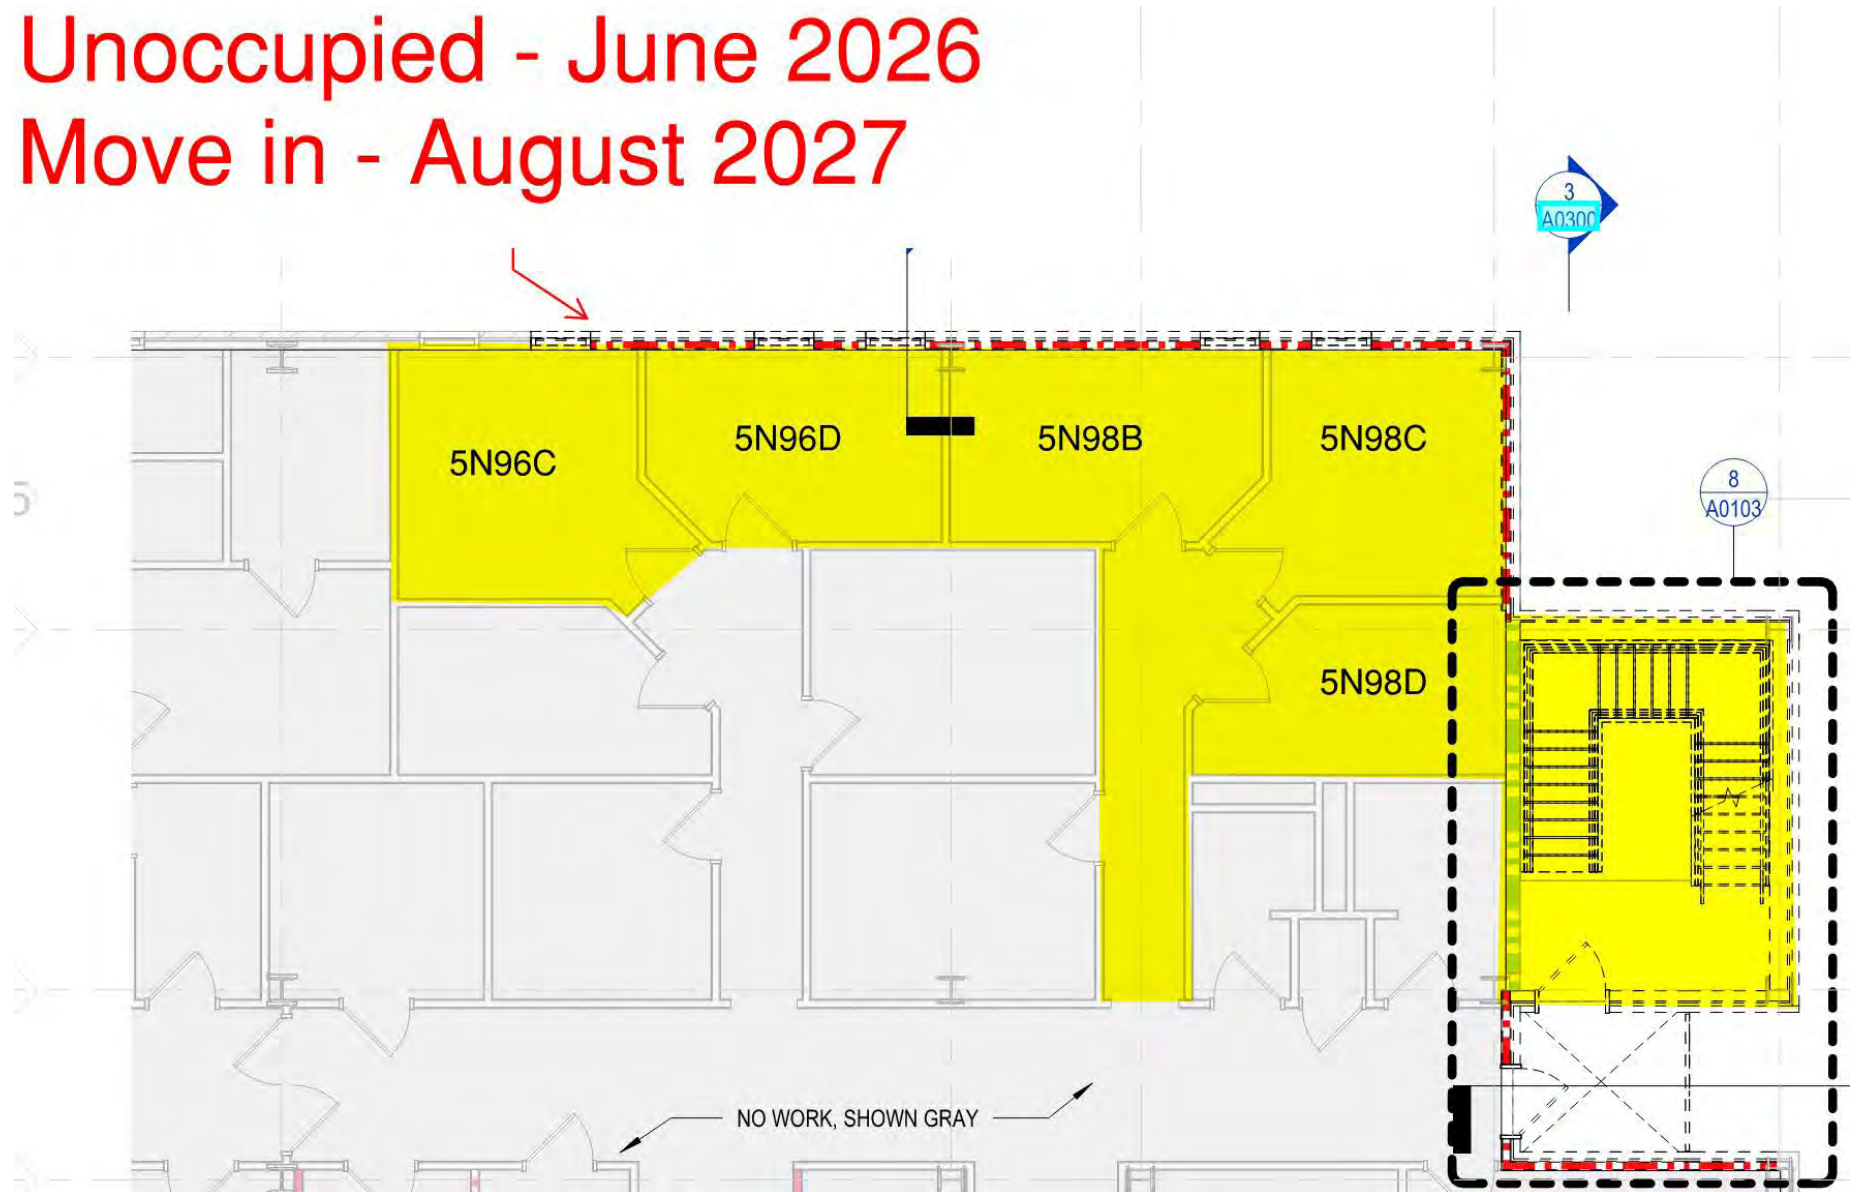 Unoccupied - June 2026
Move in - August 2027
3
A0300
8
A0103
5N96C
5N96D
5N98B
5N98C
5N98D
NO WORK, SHOWN GRAY